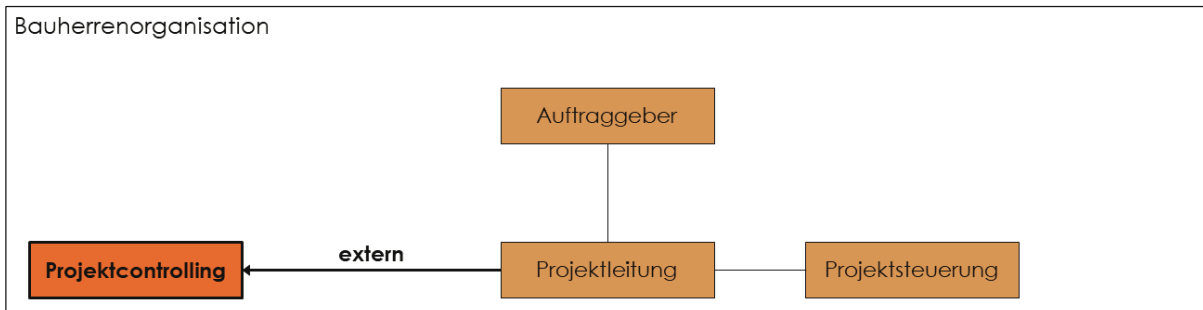 Bauherrenorganisation
Auftraggeber
Projektcontrolling
extern
Projektleitung
Projektsteuerung